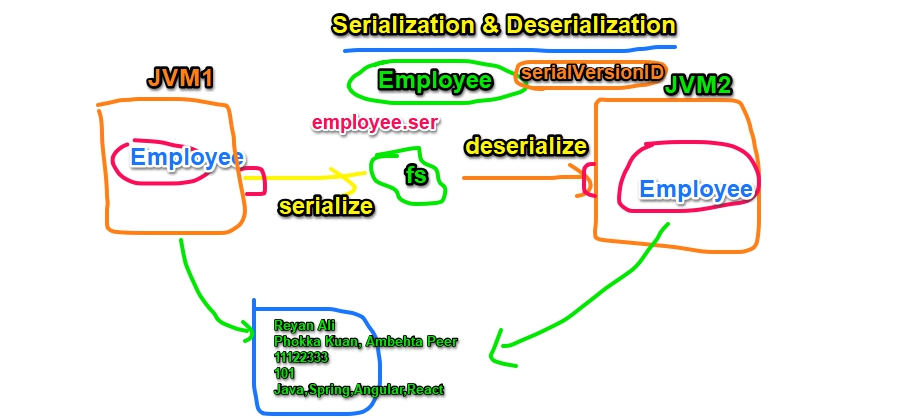 Serialization & Deserialization
JVM1
Employee
serialVersionID
JVM2
employee.ser
Employee
deserialize
fs
Employee
serialize
Reyan Ali
Phokka Kuan, Ambehta Peer
11122333
101
Java,Spring,Angular,React